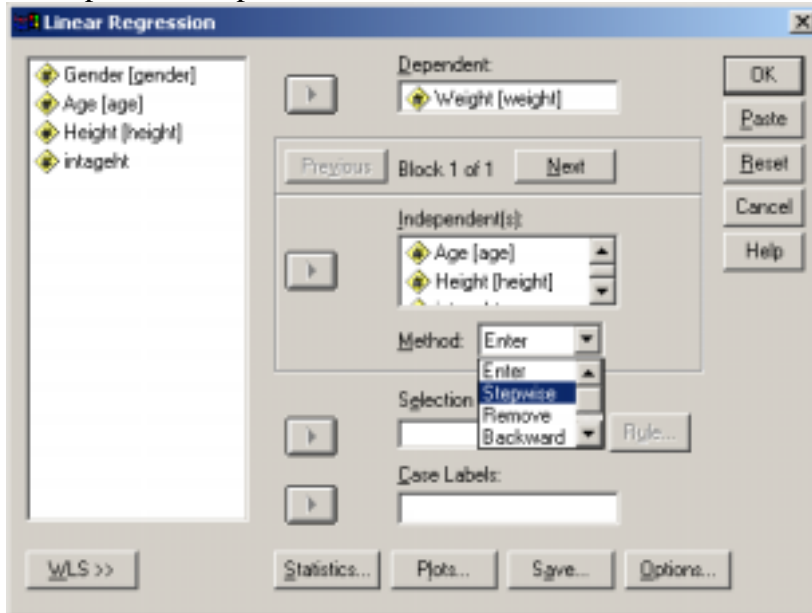 Linear Regression
Gender [gender]
Age [age]
Height [height]
intageht
Dependent:
Weight [weight]
Previous
Block 1 of 1
Next
Independent(s):
Age [age]
Height [height]
Method:
Enter
Enter
Stepwise
Remove
Backward
Selection
Rule...
Case Labels:
WLS >>
Statistics...
Plots...
Save...
Options...
OK
Paste
Reset
Cancel
Help